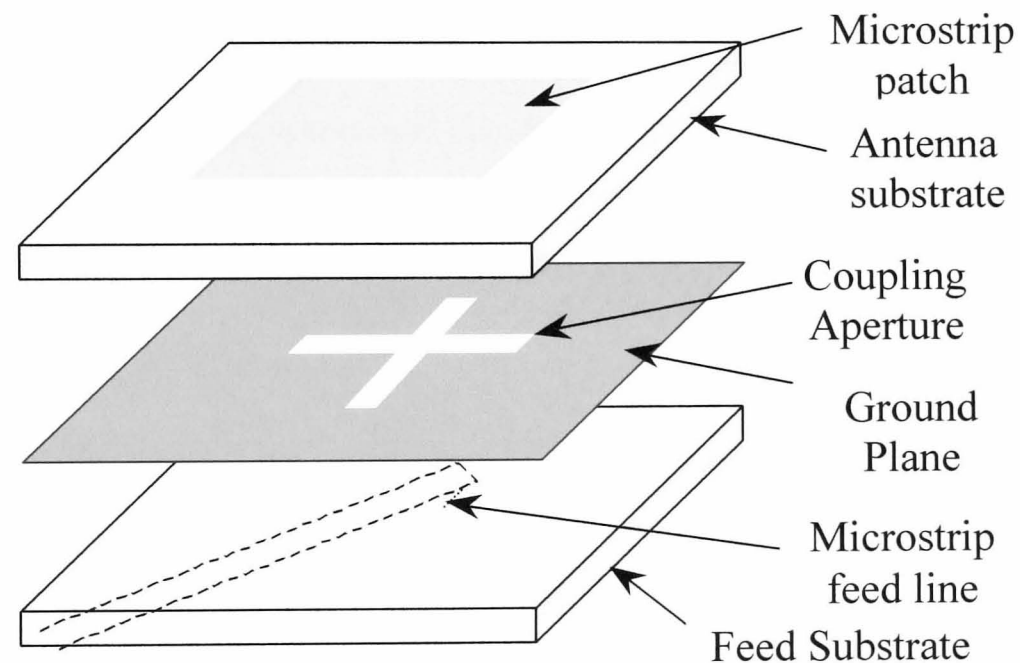 Microstrip
patch
Antenna
substrate
Coupling
Aperture
Ground
Plane
Microstrip
feed line
Feed Substrate